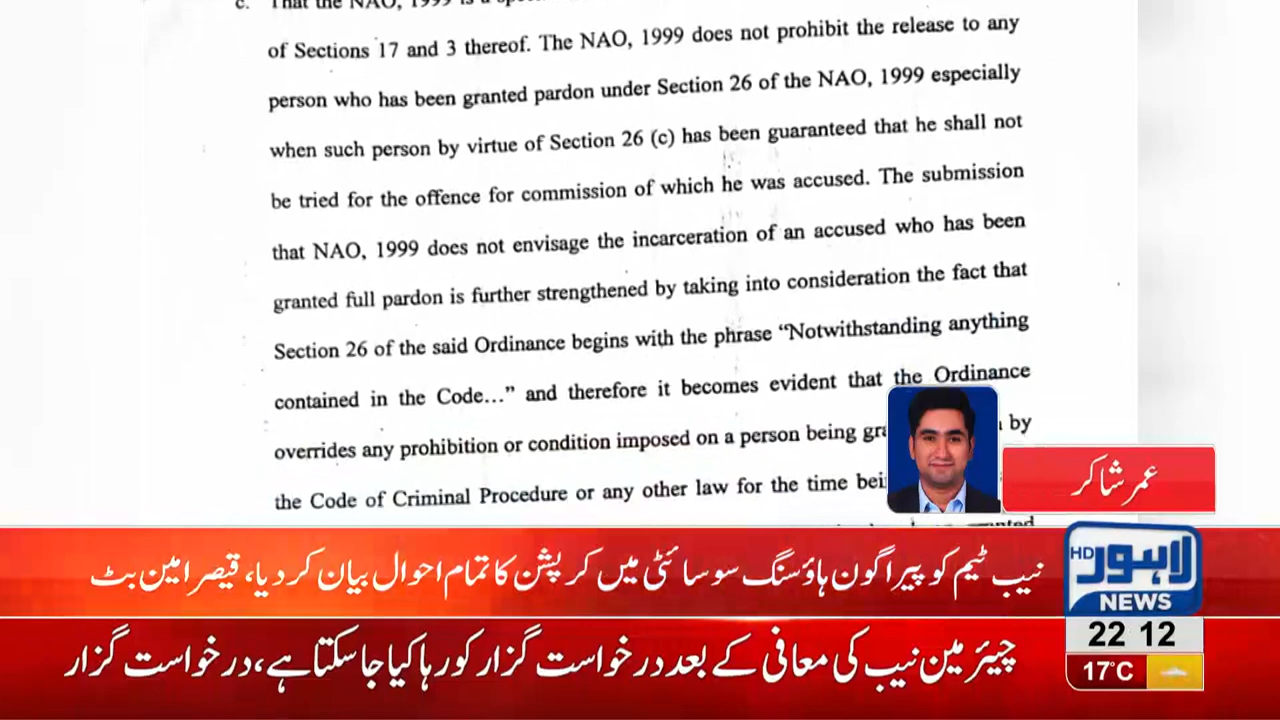 c. That the NAO, 1999 is a
of Sections 17 and 3 thereof. The NAO, 1999 does not prohibit the release to any
person who has been granted pardon under Section 26 of the NAO, 1999 especially
when such person by virtue of Section 26 (c) has been guaranteed that he shall not
be tried for the offence for commission of which he was accused. The submission
that NAO, 1999 does not envisage the incarceration of an accused who has been
granted full pardon is further strengthened by taking into consideration the fact that
Section 26 of the said Ordinance begins with the phrase “Notwithstanding anything
contained in the Code...” and therefore it becomes evident that the Ordinance
overrides any prohibition or condition imposed on a person being by
the Code of Criminal Procedure or any other law for the time
عمر شاکر
نیب ٹیم کو پیراگون ہاؤسنگ سوسائٹی میں کرپشن کا تمام احوال بیان کردیا، قیصر امین بٹ
چیئرمین نیب کی معافی کے بعد درخواست گزار کو رہا کیا جا سکتا ہے، درخواست گزار
لاہور HD
NEWS
22 12
17°C